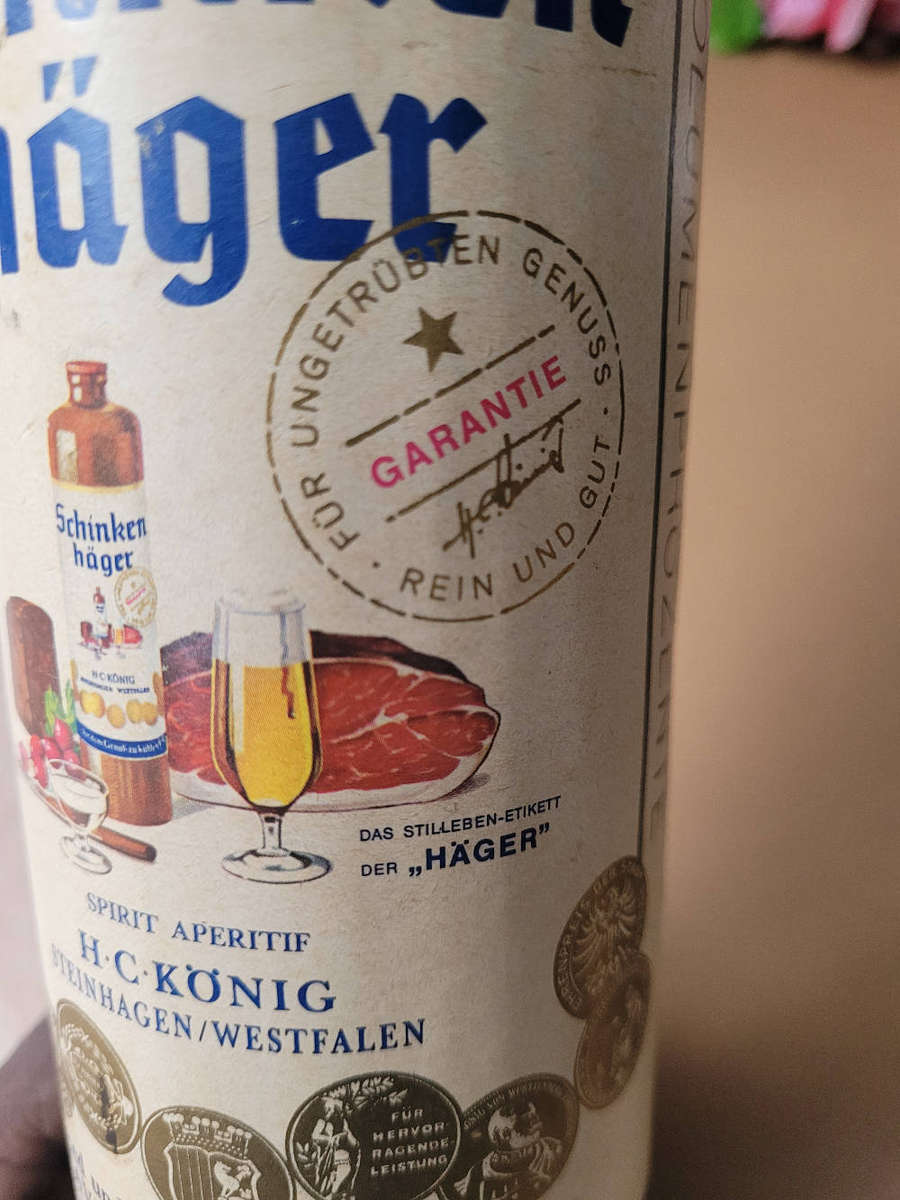 häger
FÜR UNGETRÜBTEN GENUSS · REIN UND GUT ·
GARANTIE
Schinken
häger
H·C·KÖNIG
DAS STILLEBEN-ETIKETT
DER „HÄGER”
SPIRIT APERITIF
H·C·KÖNIG
STEINHAGEN/WESTFALEN
FÜR
HERVOR-
RAGENDE
LEISTUNG